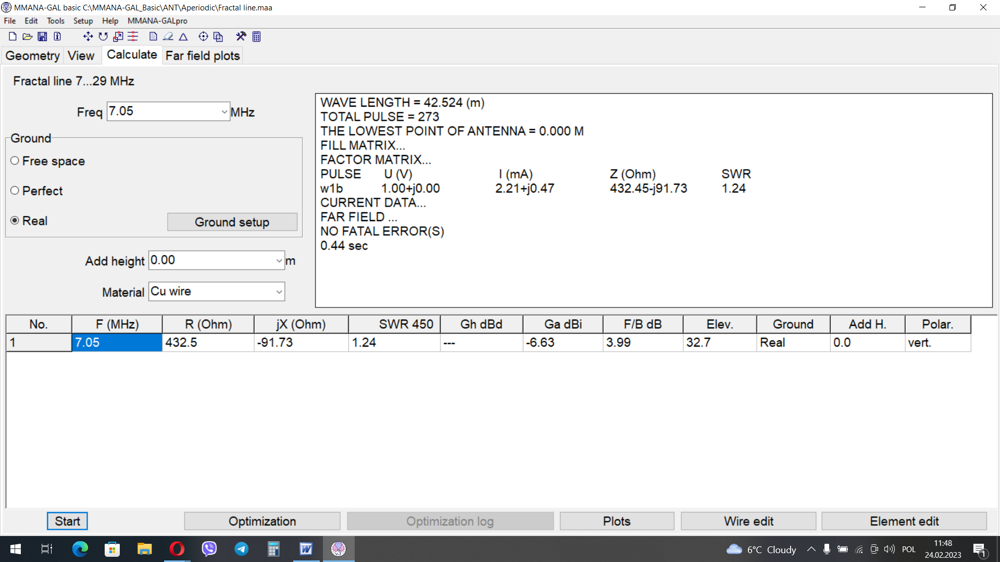 MMANA-GAL basic C:\MMANA-GAL_Basic\ANT\Aperiodic\Fractal line.maa
File Edit Tools Setup Help MMANA-GALpro
Geometry View Calculate Far field plots
Fractal line 7...29 MHz
Freq 7.05 MHz
Ground
Free space
Perfect
Real Ground setup
Add height 0.00 m
Material Cu wire
WAVE LENGTH = 42.524 (m)
TOTAL PULSE = 273
THE LOWEST POINT OF ANTENNA = 0.000 M
FILL MATRIX...
FACTOR MATRIX...
PULSE U (V) I (mA) Z (Ohm) SWR
w1b 1.00+j0.00 2.21+j0.47 432.45-j91.73 1.24
CURRENT DATA...
FAR FIELD ...
NO FATAL ERROR(S)
0.44 sec
No. F (MHz) R (Ohm) jX (Ohm) SWR 450 Gh dBd Ga dBi F/B dB Elev. Ground Add H. Polar.
1 7.05 432.5 -91.73 1.24 --- -6.63 3.99 32.7 Real 0.0 vert.
Start Optimization Optimization log Plots Wire edit Element edit
6°C Cloudy POL 11:48
24.02.2023 1